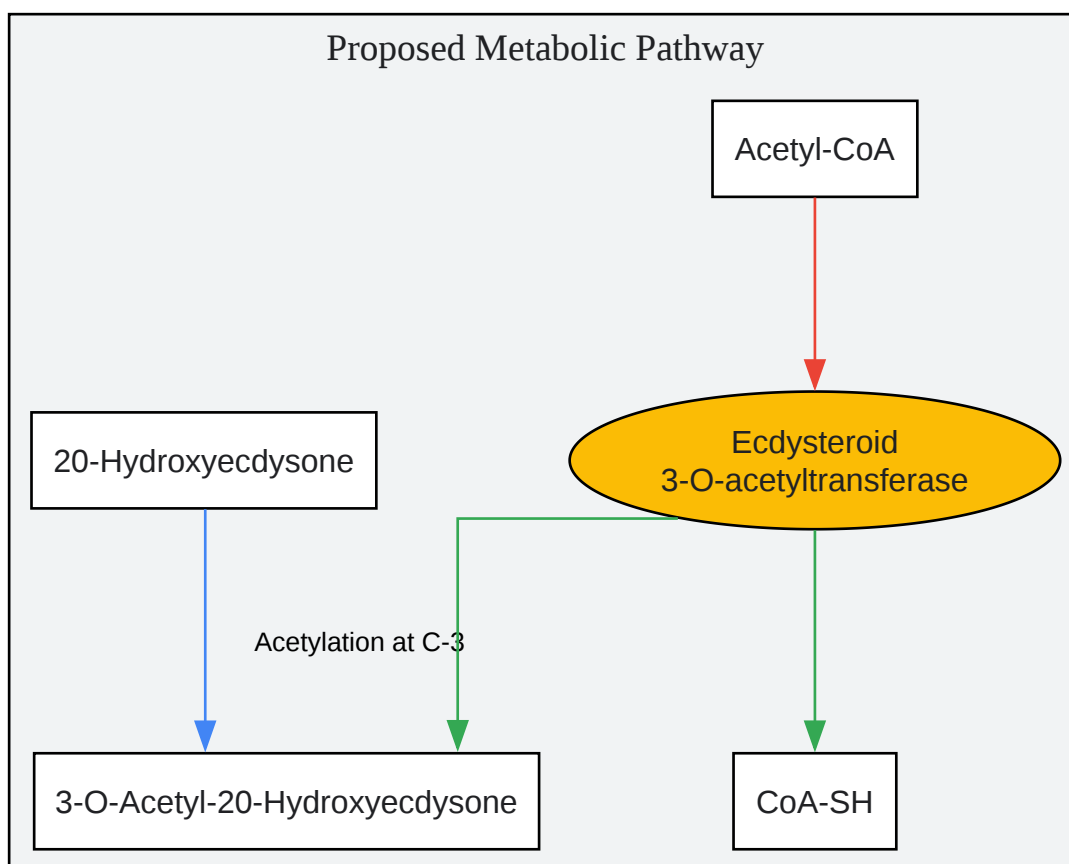 Proposed Metabolic Pathway
Acetyl-CoA
20-Hydroxyecdysone
Ecdysteroid
3-O-acetyltransferase
Acetylation at C-3
3-O-Acetyl-20-Hydroxyecdysone
CoA-SH